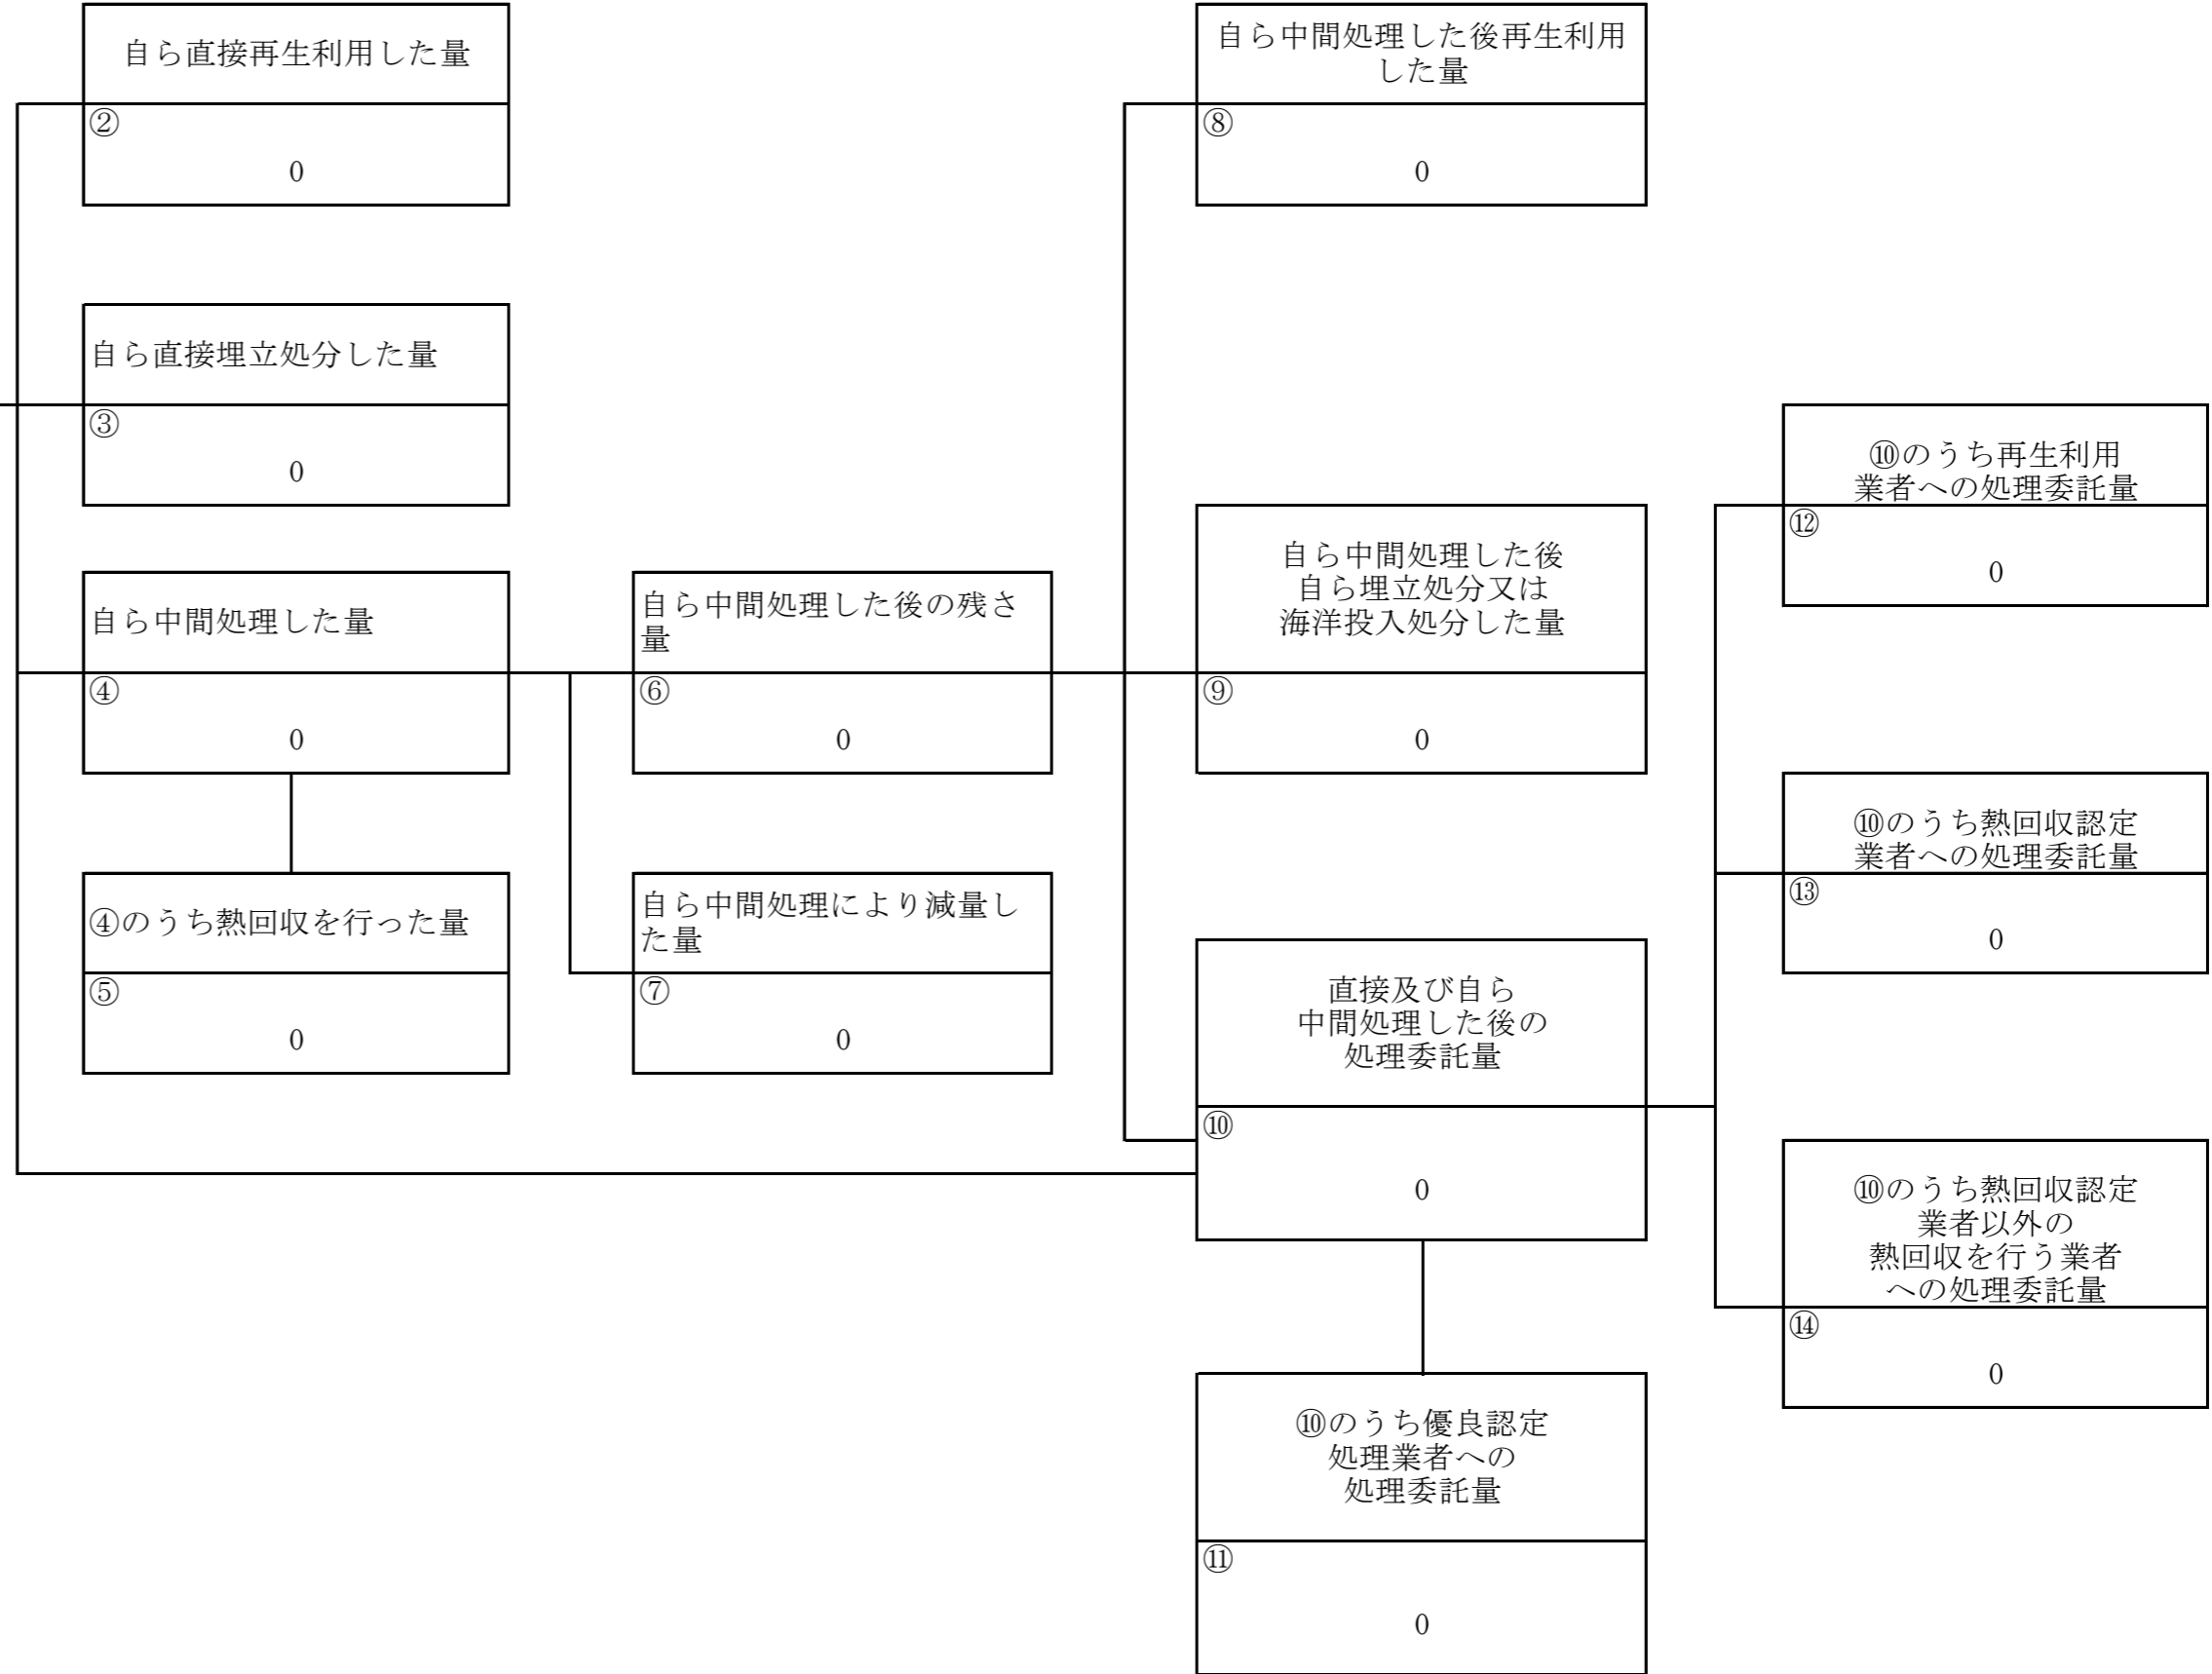 自ら直接再生利用した量
②
0
自ら直接埋立処分した量
③
0
自ら中間処理した量
④
0
④のうち熱回収を行った量
⑤
0
自ら中間処理した後の残さ
量
⑥
0
自ら中間処理により減量し
た量
⑦
0
自ら中間処理した後再生利用
した量
⑧
0
自ら中間処理した後
自ら埋立処分又は
海洋投入処分した量
⑨
0
直接及び自ら
中間処理した後の
処理委託量
⑩
0
⑩のうち優良認定
処理業者への
処理委託量
⑪
0
⑩のうち再生利用
業者への処理委託量
⑫
0
⑩のうち熱回収認定
業者への処理委託量
⑬
0
⑩のうち熱回収認定
業者以外の
熱回収を行う業者
への処理委託量
⑭
0